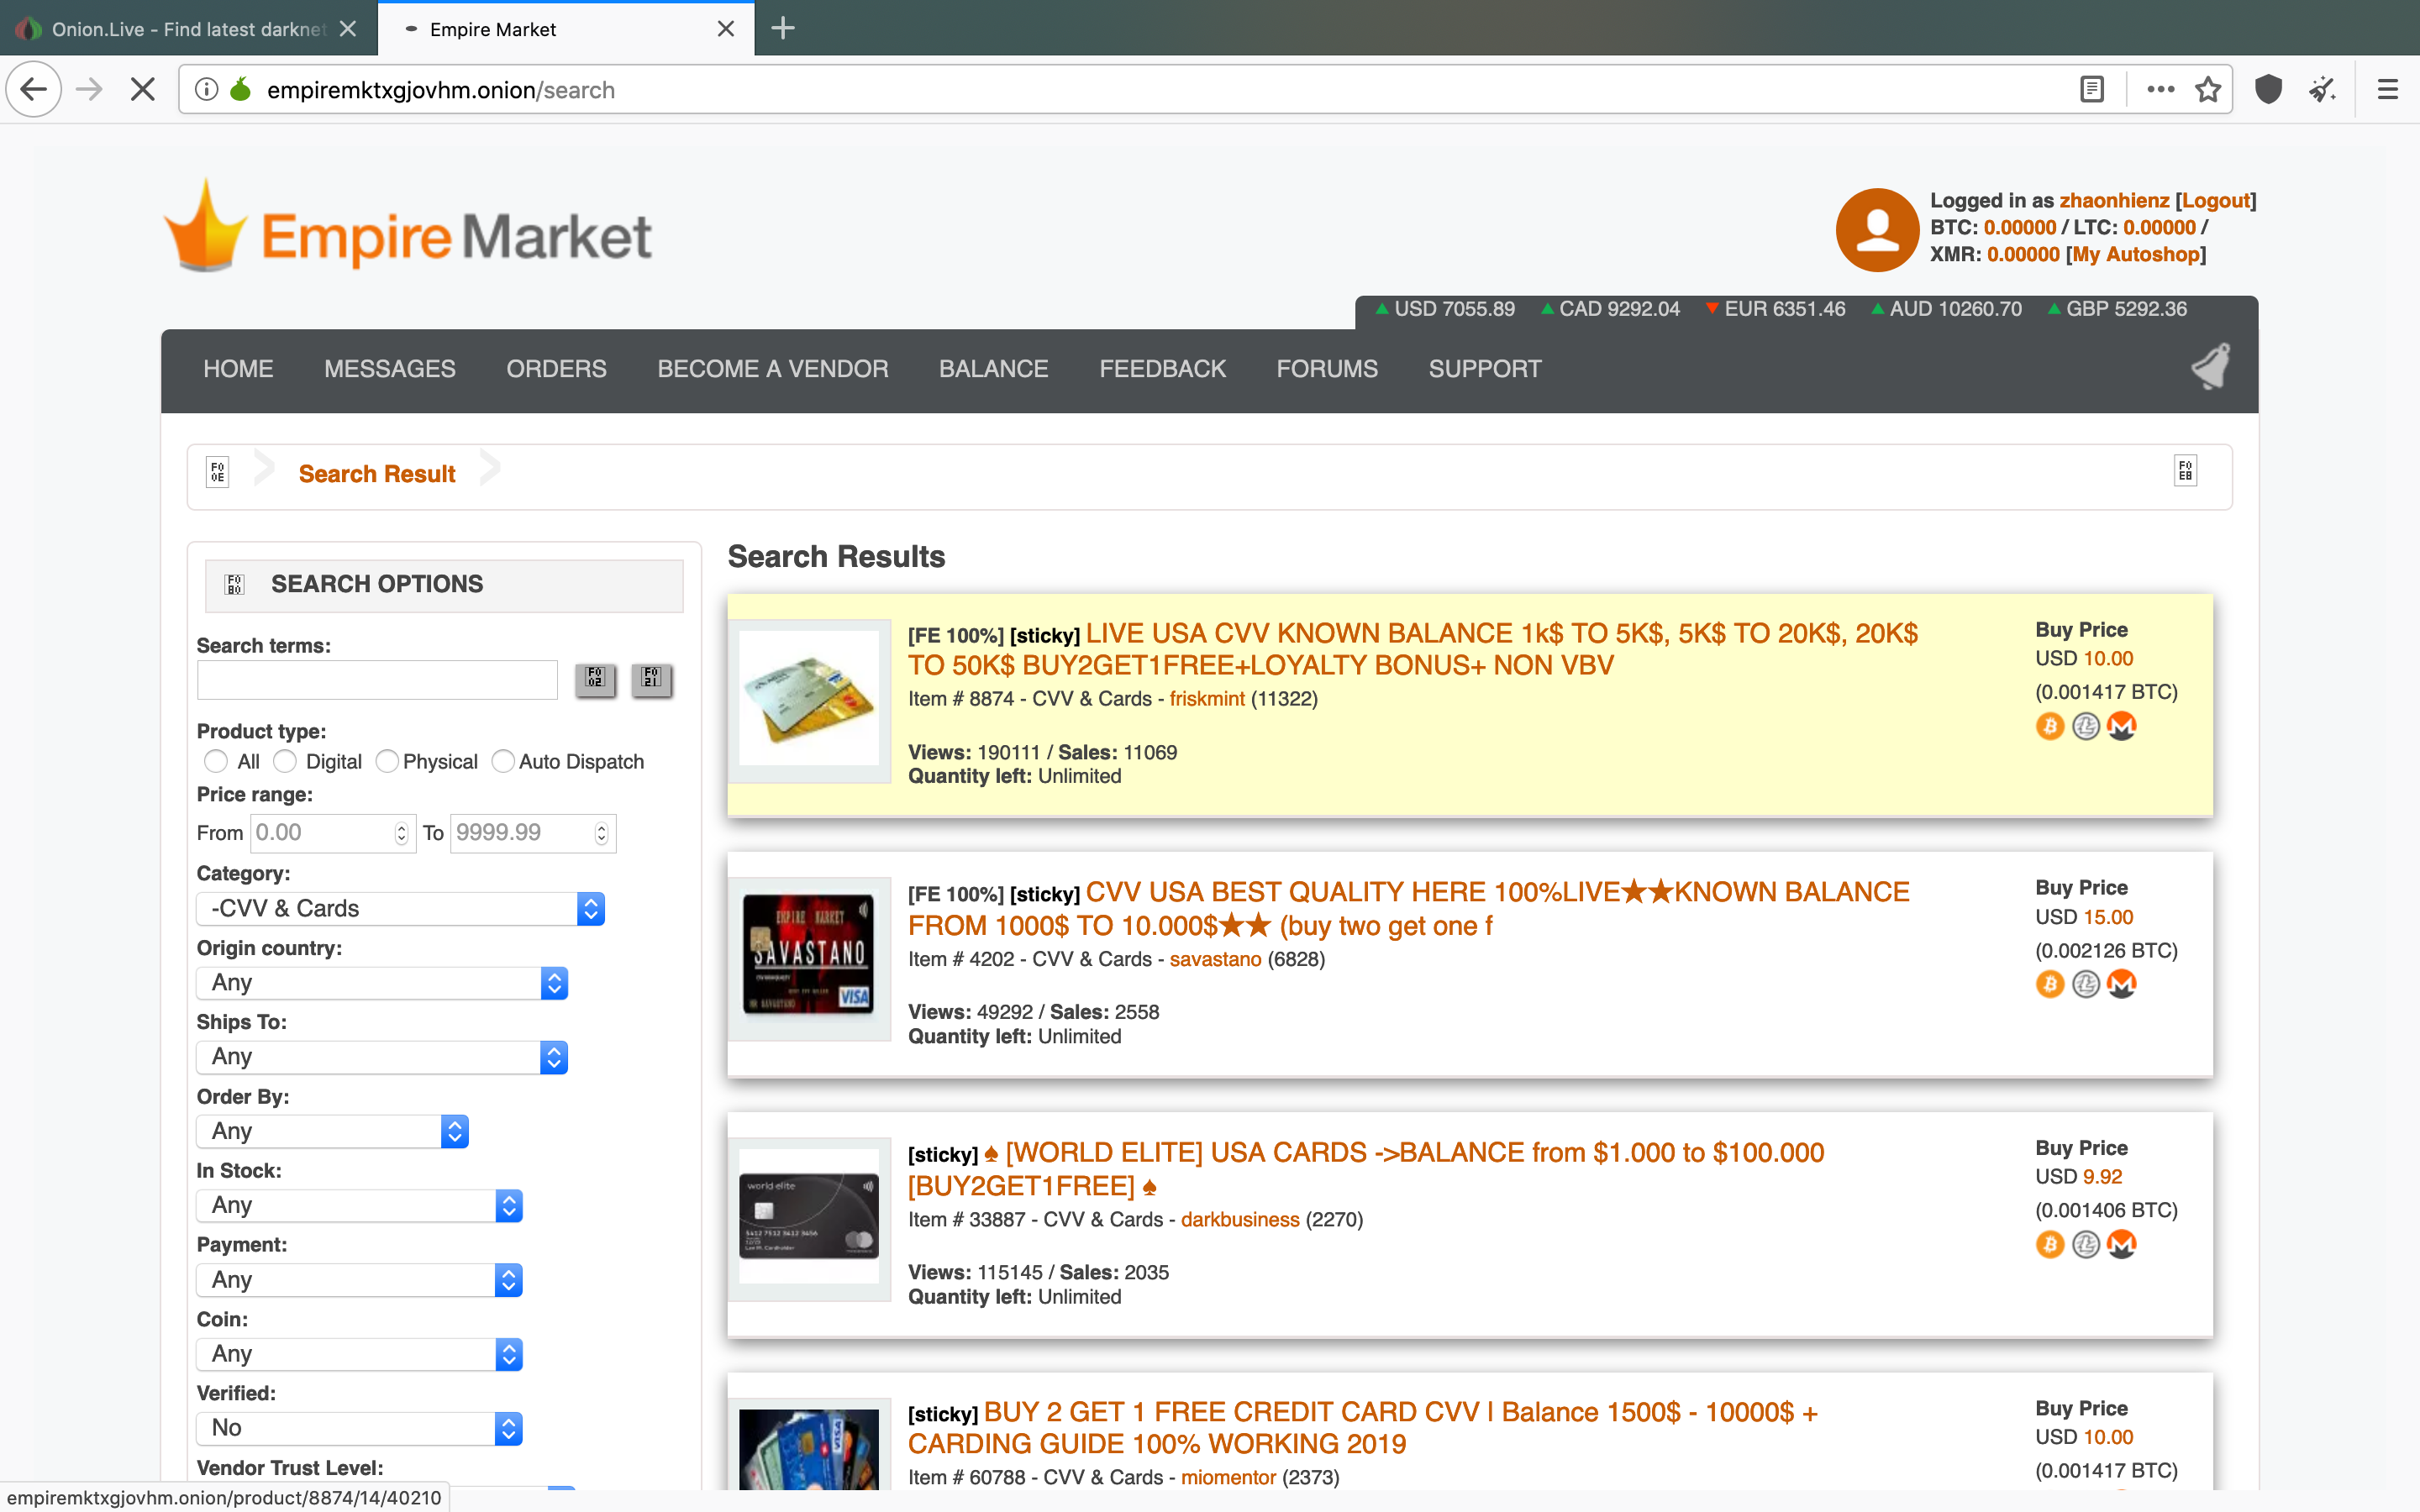 Onion.Live - Find latest darknet
Empire Market
empiremktxgjovhm.onion/search
Empire Market
Logged in as zhaonhienz [Logout]
BTC: 0.00000 / LTC: 0.00000 /
XMR: 0.00000 [My Autoshop]
USD 7055.89 CAD 9292.04 EUR 6351.46 AUD 10260.70 GBP 5292.36
HOME MESSAGES ORDERS BECOME A VENDOR BALANCE FEEDBACK FORUMS SUPPORT
Search Result
SEARCH OPTIONS
Search terms:
Product type:
All Digital Physical Auto Dispatch
Price range:
From 0.00 To 9999.99
Category:
-CVV & Cards
Origin country:
Any
Ships To:
Any
Order By:
Any
In Stock:
Any
Payment:
Any
Coin:
Any
Verified:
No
Vendor Trust Level:
Search Results
[FE 100%] [sticky] LIVE USA CVV KNOWN BALANCE 1k$ TO 5K$, 5K$ TO 20K$, 20K$
TO 50K$ BUY2GET1FREE+LOYALTY BONUS+ NON VBV
Item # 8874 - CVV & Cards - friskmint (11322)
Views: 190111 / Sales: 11069
Quantity left: Unlimited
Buy Price
USD 10.00
(0.001417 BTC)
EMPIRE MARKET
SAVASTANO
VISA
[FE 100%] [sticky] CVV USA BEST QUALITY HERE 100%LIVE★★KNOWN BALANCE
FROM 1000$ TO 10.000$★★ (buy two get one f
Item # 4202 - CVV & Cards - savastano (6828)
Views: 49292 / Sales: 2558
Quantity left: Unlimited
Buy Price
USD 15.00
(0.002126 BTC)
world elite
5412 7512 3412 3456
Lee M. Cardholder
[sticky] ♠ [WORLD ELITE] USA CARDS ->BALANCE from $1.000 to $100.000
[BUY2GET1FREE] ♠
Item # 33887 - CVV & Cards - darkbusiness (2270)
Views: 115145 / Sales: 2035
Quantity left: Unlimited
Buy Price
USD 9.92
(0.001406 BTC)
VISA
[sticky] BUY 2 GET 1 FREE CREDIT CARD CVV l Balance 1500$ - 10000$ +
CARDING GUIDE 100% WORKING 2019
Item # 60788 - CVV & Cards - miomentor (2373)
Buy Price
USD 10.00
(0.001417 BTC)
empiremktxgjovhm.onion/product/8874/14/40210